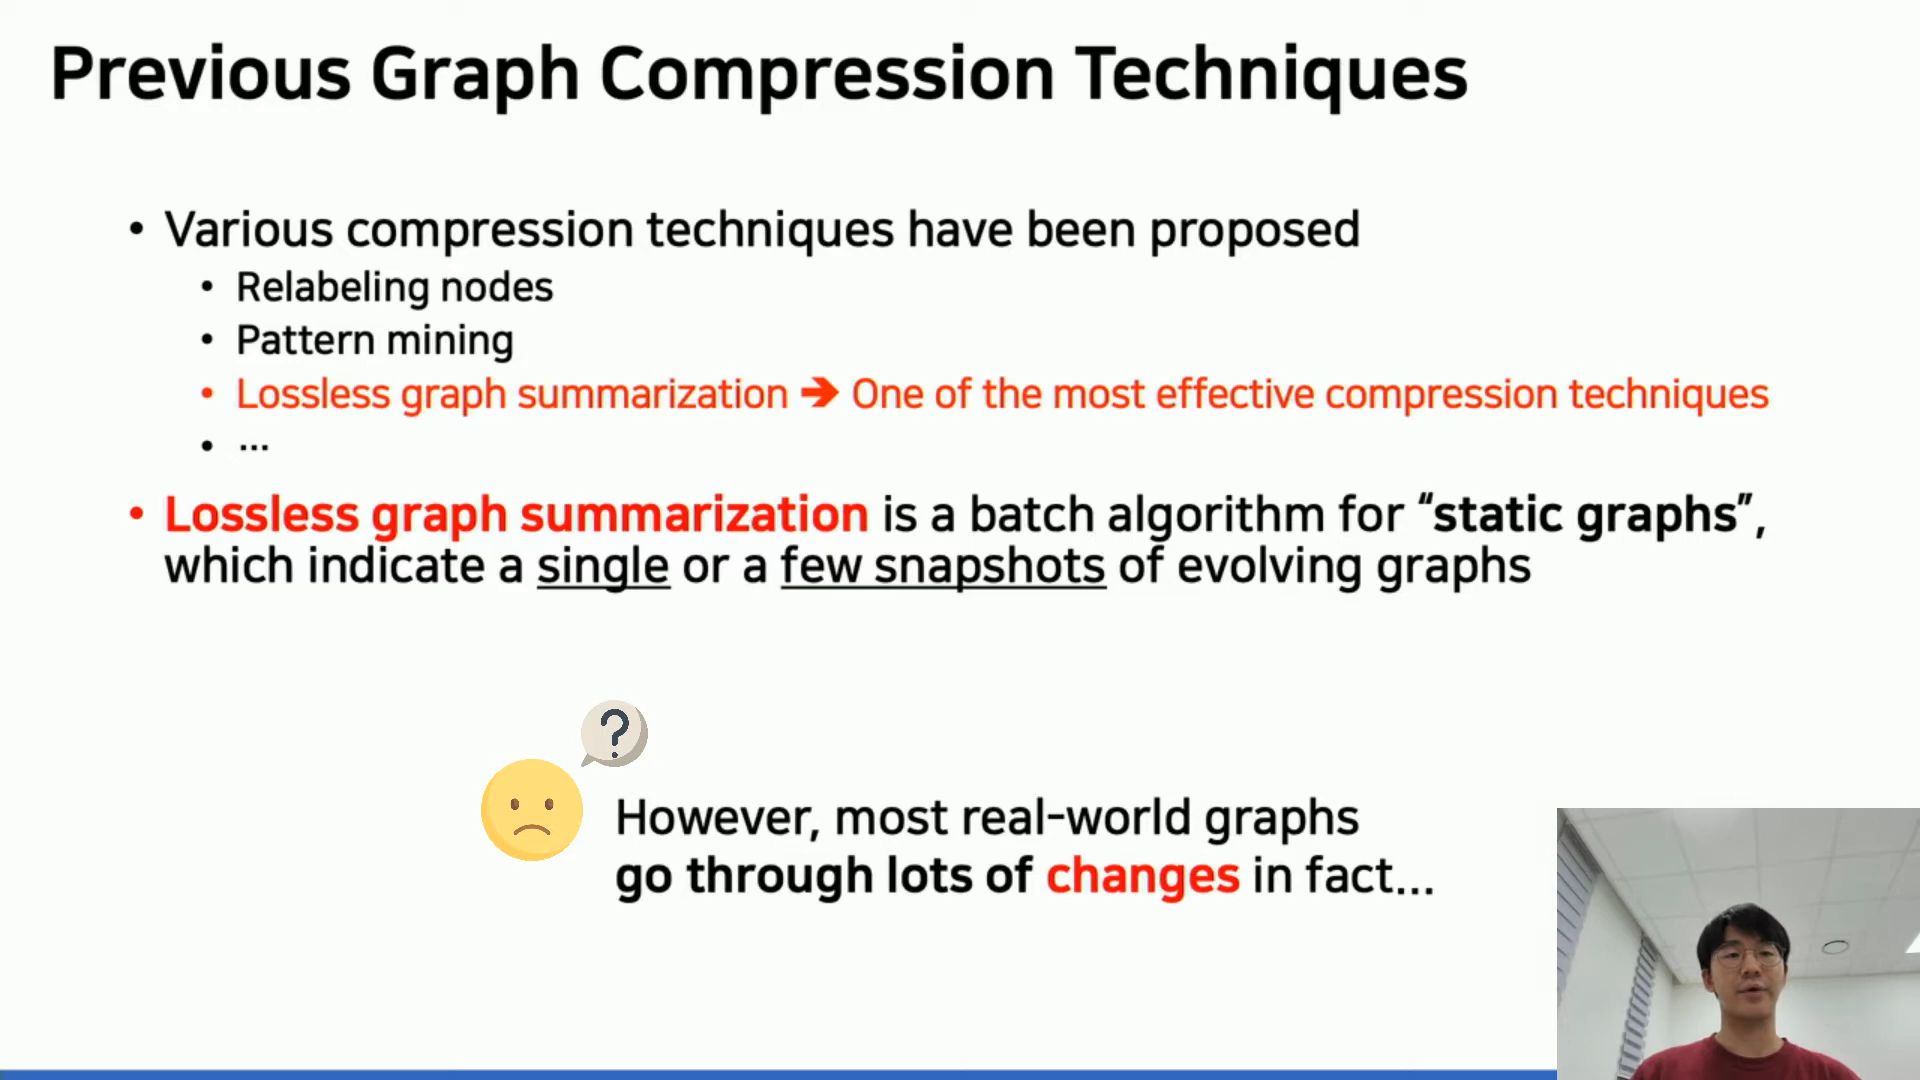 Previous Graph Compression Techniques
• Various compression techniques have been proposed
• Relabeling nodes
• Pattern mining
• Lossless graph summarization ➔ One of the most effective compression techniques
• ...
• Lossless graph summarization is a batch algorithm for “static graphs”,
which indicate a single or a few snapshots of evolving graphs
?
However, most real-world graphs
go through lots of changes in fact...